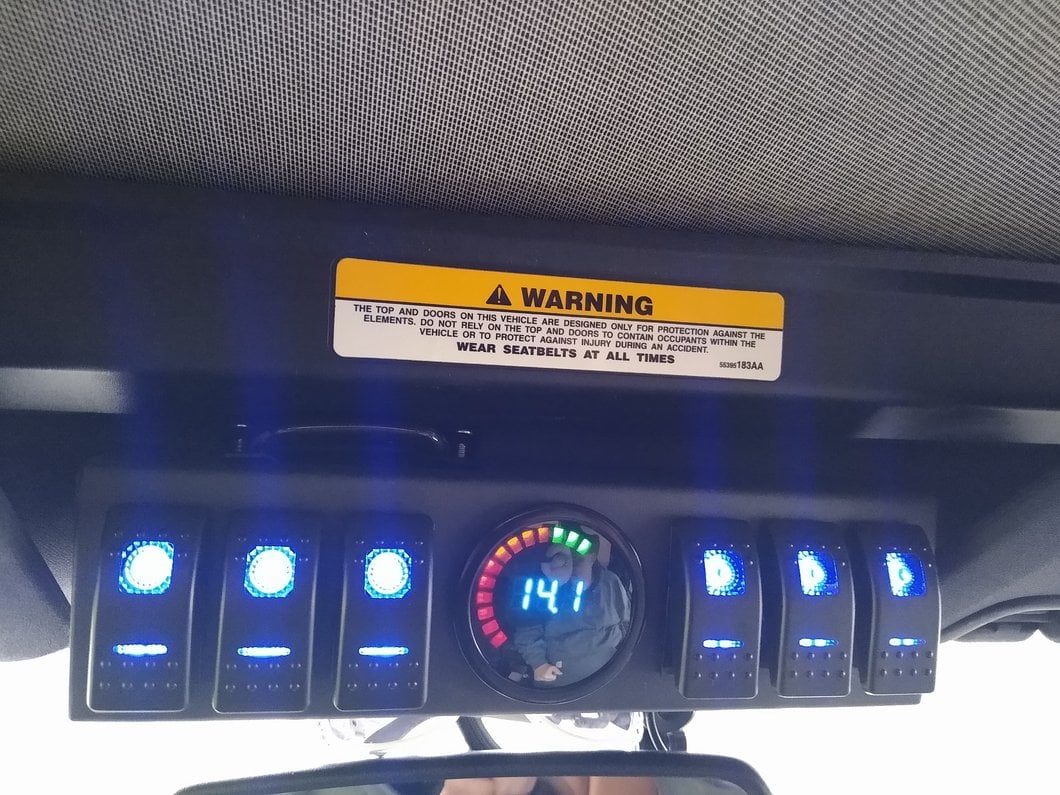 WARNING
THE TOP AND DOORS ON THIS VEHICLE ARE DESIGNED ONLY FOR PROTECTION AGAINST THE
ELEMENTS. DO NOT RELY ON THE TOP AND DOORS TO CONTAIN OCCUPANTS WITHIN THE
VEHICLE OR TO PROTECT AGAINST INJURY DURING AN ACCIDENT.
WEAR SEATBELTS AT ALL TIMES
55395183AA
14.1